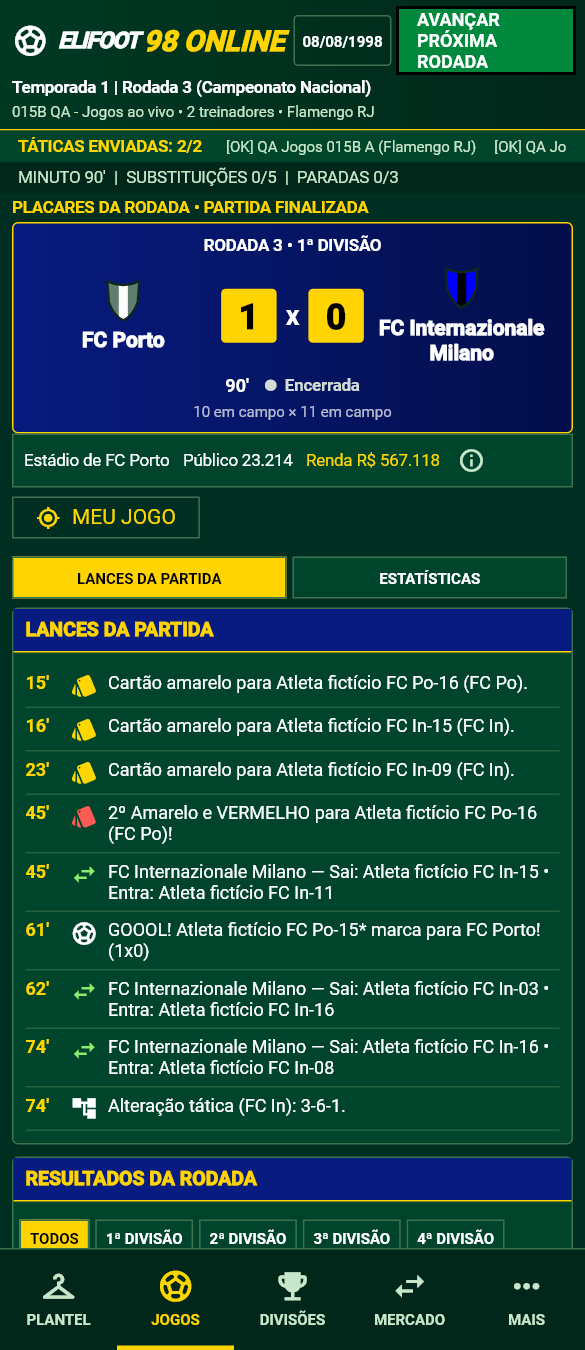 ELIFOOT 98 ONLINE
08/08/1998
AVANÇAR
PRÓXIMA
RODADA
Temporada 1 | Rodada 3 (Campeonato Nacional)
015B QA - Jogos ao vivo • 2 treinadores • Flamengo RJ
TÁTICAS ENVIADAS: 2/2 [OK] QA Jogos 015B A (Flamengo RJ) [OK] QA Jo
MINUTO 90' | SUBSTITUIÇÕES 0/5 | PARADAS 0/3
PLACARES DA RODADA • PARTIDA FINALIZADA
RODADA 3 • 1ª DIVISÃO
FC Porto
1 x 0
FC Internazionale
Milano
90' Encerrada
10 em campo × 11 em campo
Estádio de FC Porto Público 23.214 Renda R$ 567.118
MEU JOGO
LANCES DA PARTIDA
ESTATÍSTICAS
LANCES DA PARTIDA
15' Cartão amarelo para Atleta fictício FC Po-16 (FC Po).
16' Cartão amarelo para Atleta fictício FC In-15 (FC In).
23' Cartão amarelo para Atleta fictício FC In-09 (FC In).
45' 2º Amarelo e VERMELHO para Atleta fictício FC Po-16
(FC Po)!
45' FC Internazionale Milano — Sai: Atleta fictício FC In-15 •
Entra: Atleta fictício FC In-11
61' GOOOL! Atleta fictício FC Po-15* marca para FC Porto!
(1x0)
62' FC Internazionale Milano — Sai: Atleta fictício FC In-03 •
Entra: Atleta fictício FC In-16
74' FC Internazionale Milano — Sai: Atleta fictício FC In-16 •
Entra: Atleta fictício FC In-08
74' Alteração tática (FC In): 3-6-1.
RESULTADOS DA RODADA
TODOS 1ª DIVISÃO 2ª DIVISÃO 3ª DIVISÃO 4ª DIVISÃO
PLANTEL JOGOS DIVISÕES MERCADO MAIS